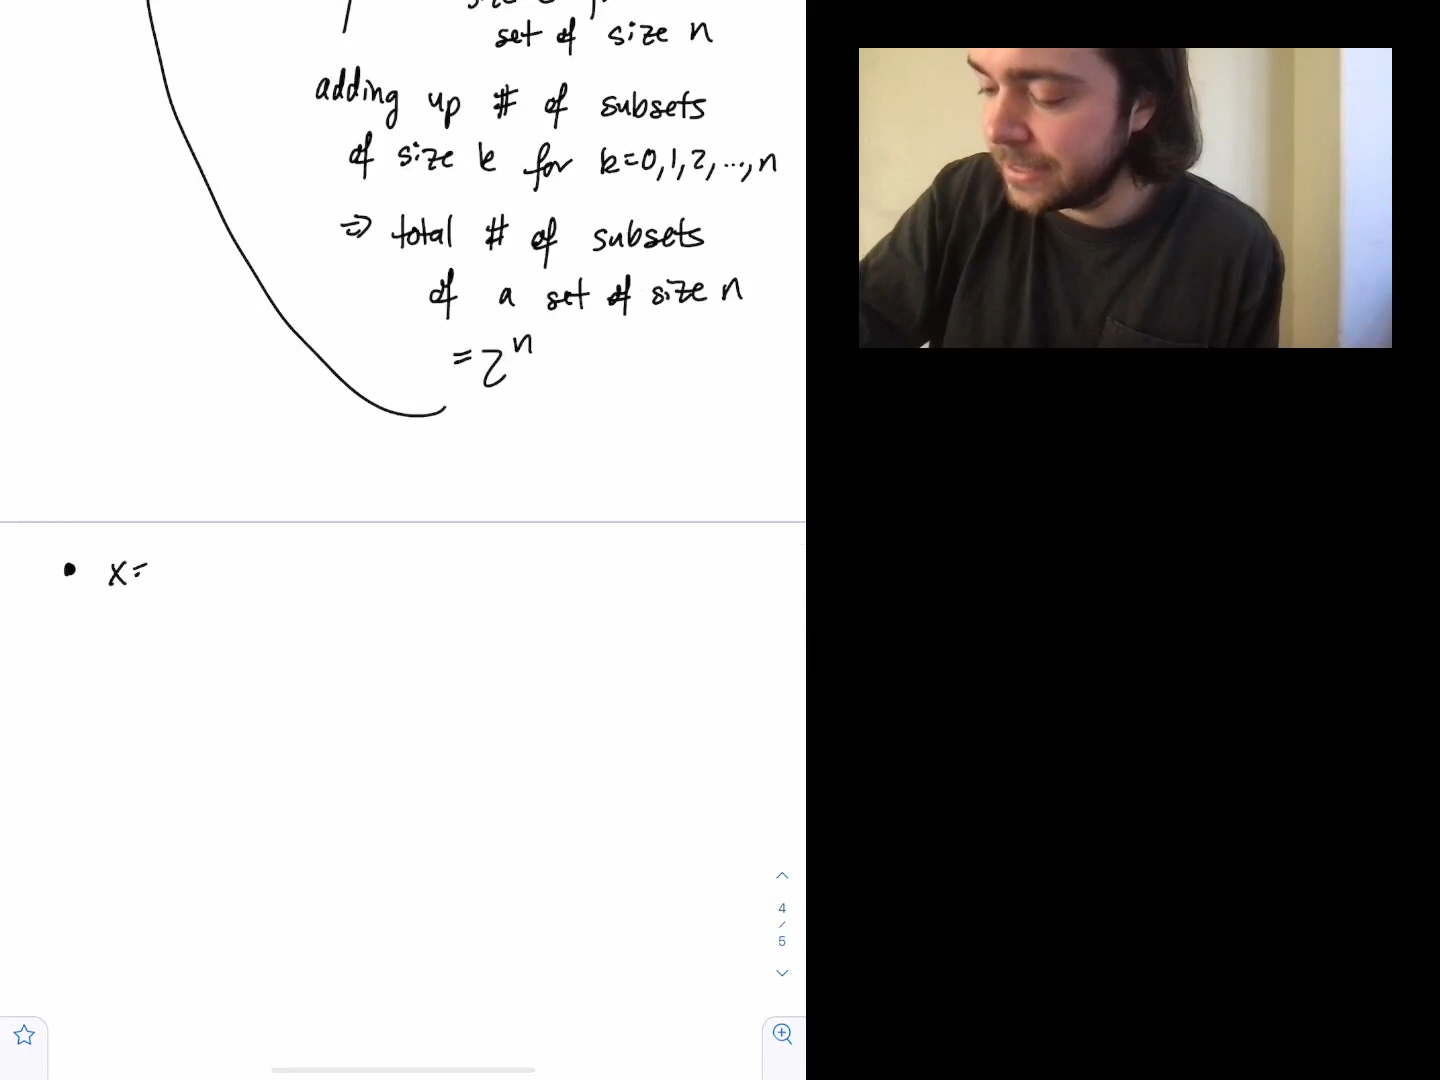 set of size n
adding up # of subsets
of size k for k=0,1,2,...,n
⇒ total # of subsets
of a set of size n
= 2^n
• x=
4
/
5